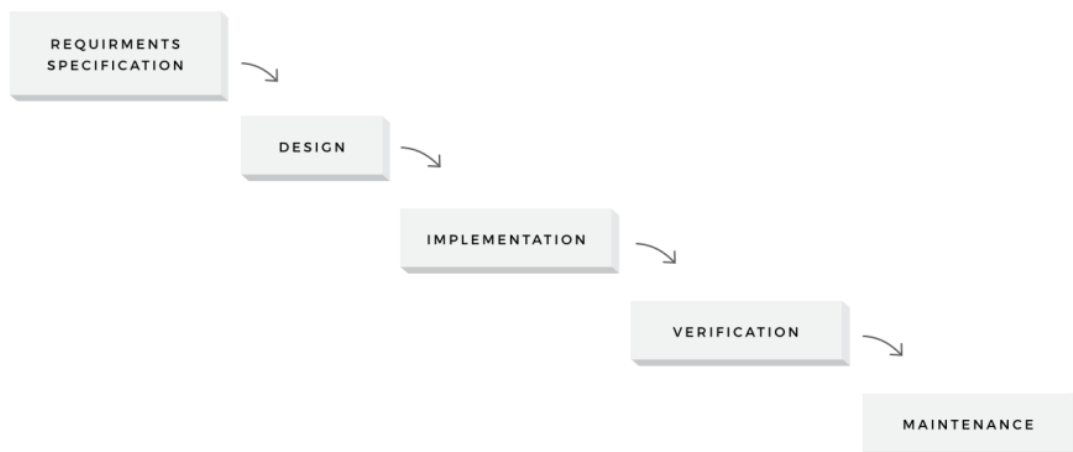 REQUIRMENTS
SPECIFICATION
DESIGN
IMPLEMENTATION
VERIFICATION
MAINTENANCE